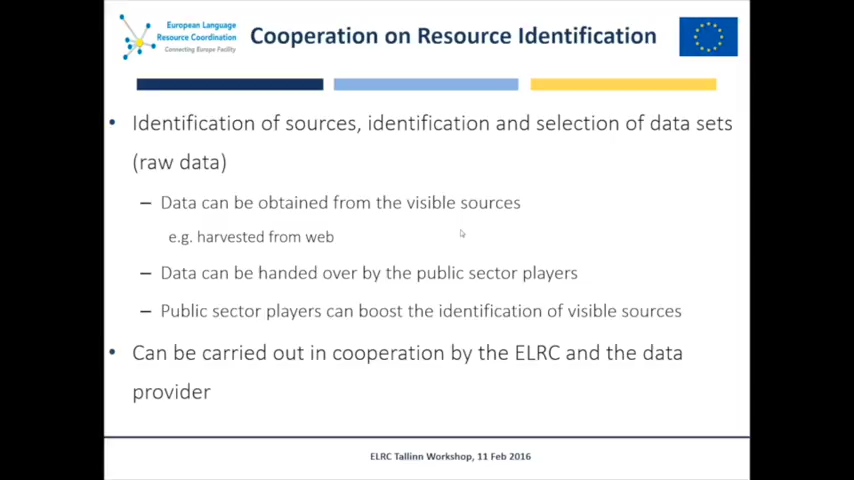 European Language
Resource Coordination
Connecting Europe Facility
Cooperation on Resource Identification
• Identification of sources, identification and selection of data sets
(raw data)
– Data can be obtained from the visible sources
e.g. harvested from web
– Data can be handed over by the public sector players
– Public sector players can boost the identification of visible sources
• Can be carried out in cooperation by the ELRC and the data
provider
ELRC Tallinn Workshop, 11 Feb 2016